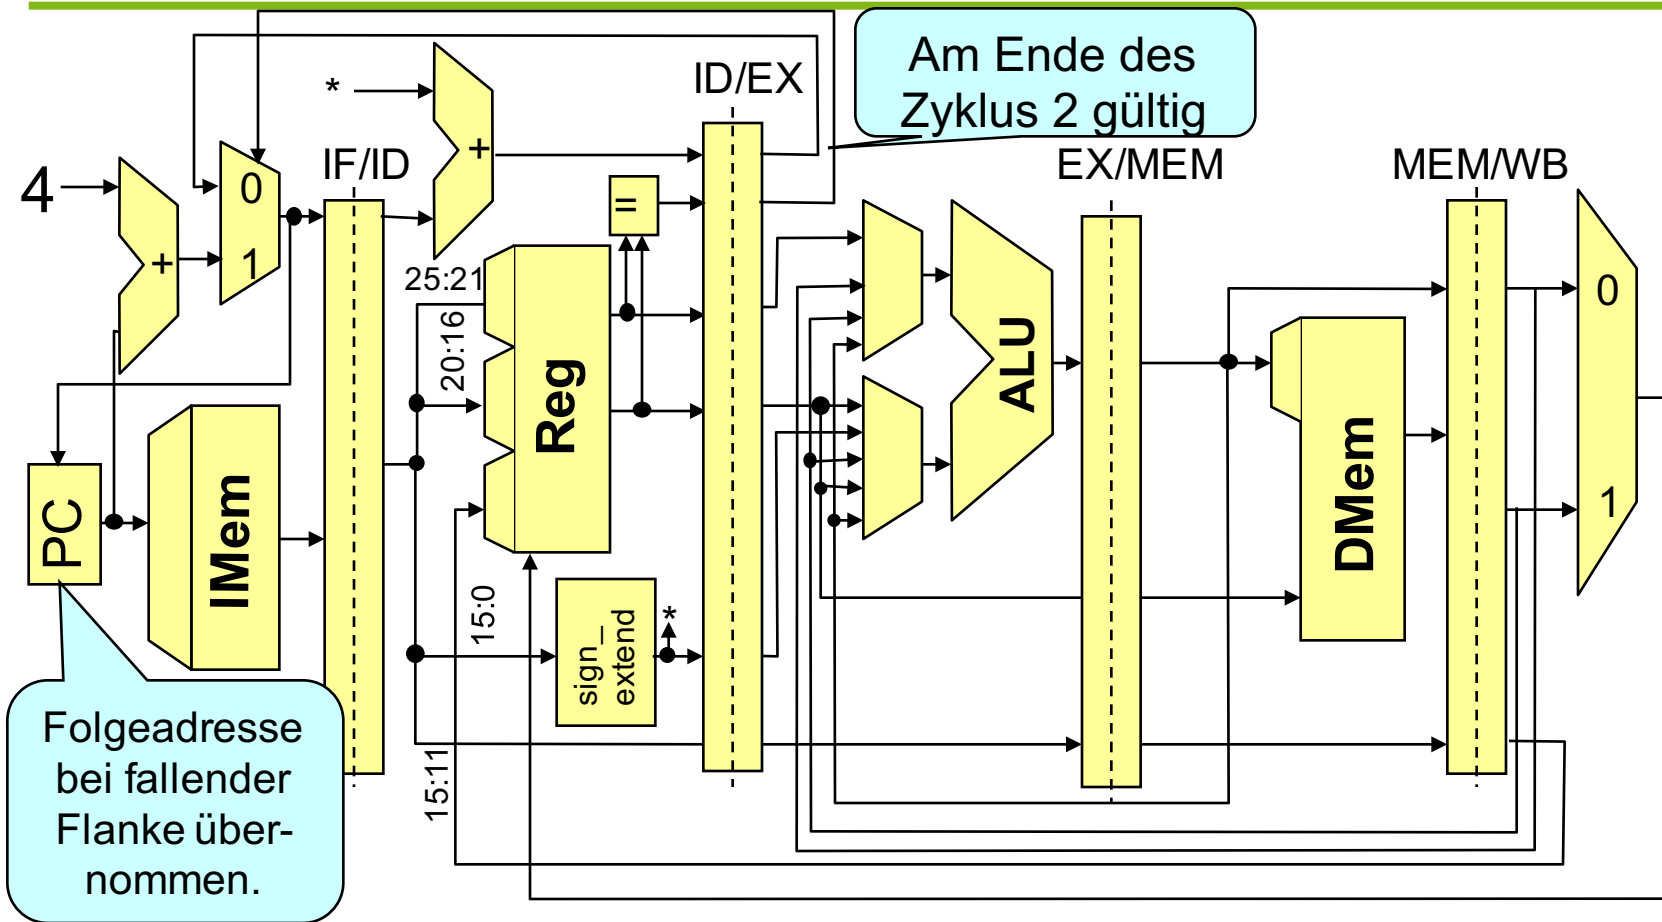 Am Ende des
Zyklus 2 gültig
*
ID/EX
+
4
0
1
+
IF/ID
=
EX/MEM
MEM/WB
25:21
20:16
Reg
ALU
0
1
DMem
PC
IMem
15:0
sign_
extend
*
15:11
Folgeadresse
bei fallender
Flanke über-
nommen.